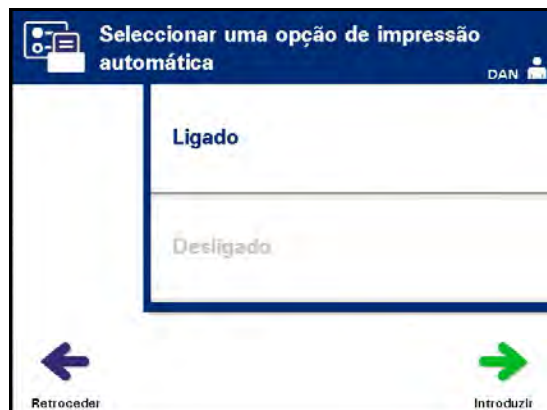 Seleccionar uma opção de impressão
automática
DAN
Ligado
Desligado
Retroceder
Introduzir